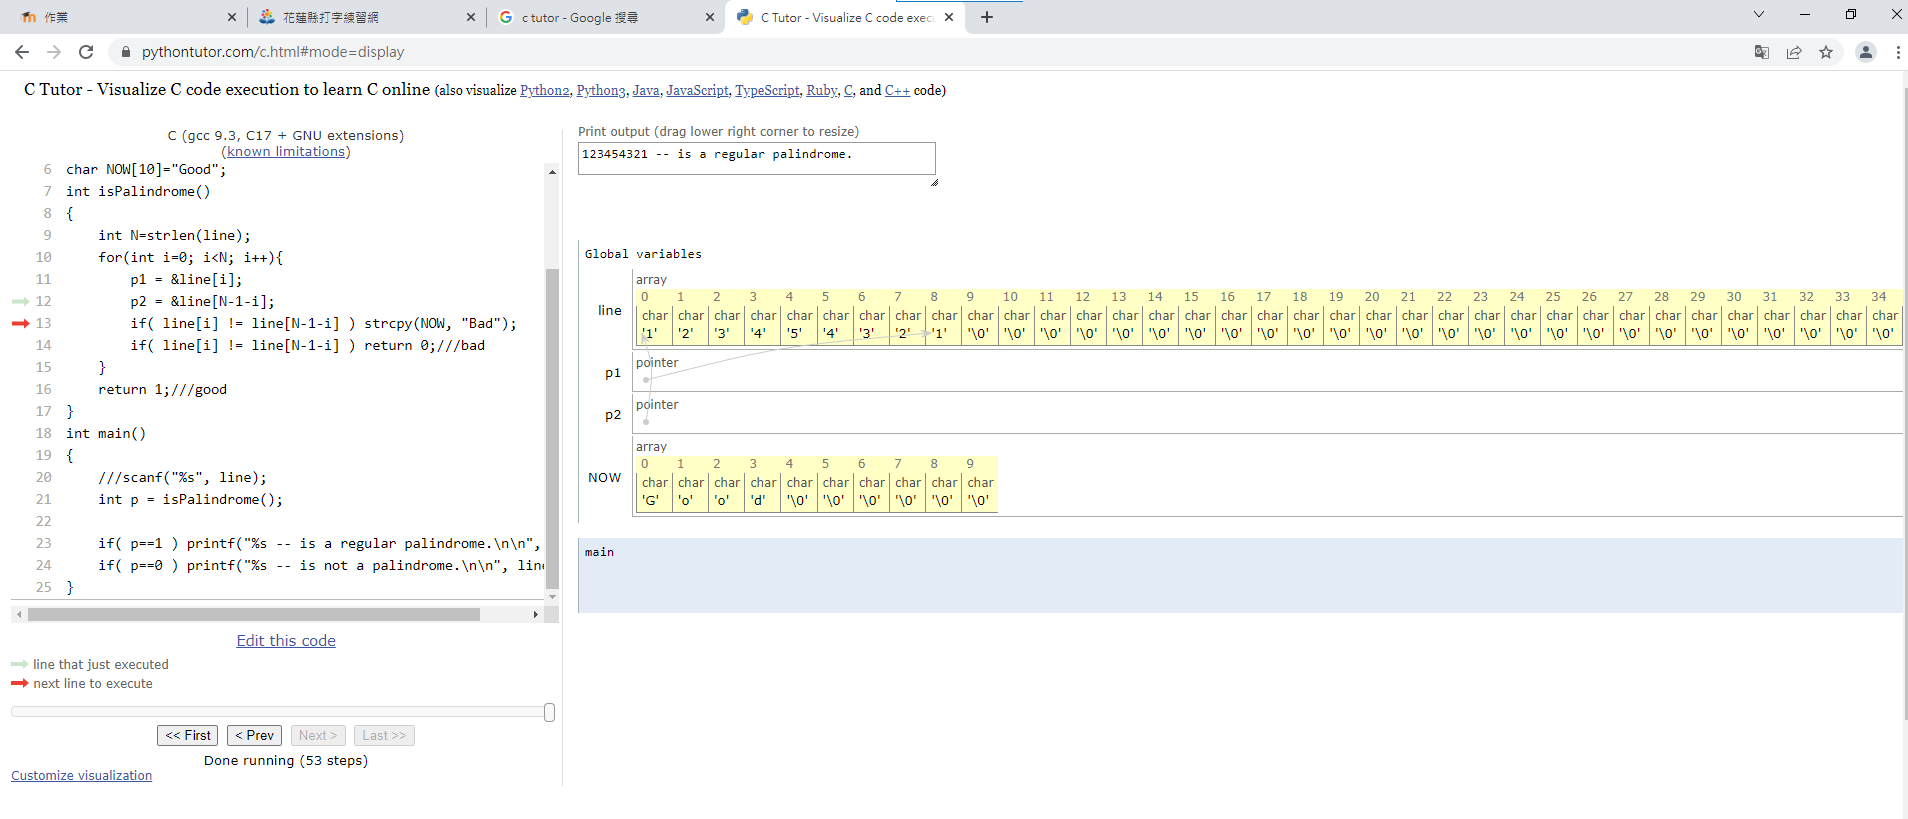 作業
花蓮縣打字練習網
c tutor - Google 搜尋
C Tutor - Visualize C code exec
pythontutor.com/c.html#mode=display
C Tutor - Visualize C code execution to learn C online (also visualize Python2, Python3, Java, JavaScript, TypeScript, Ruby, C, and C++ code)
C (gcc 9.3, C17 + GNU extensions)
(known limitations)
6 char NOW[10]="Good";
7 int isPalindrome()
8 {
9 int N=strlen(line);
10 for(int i=0; i<N; i++){
11 p1 = &line[i];
12 p2 = &line[N-1-i];
13 if( line[i] != line[N-1-i] ) strcpy(NOW, "Bad");
14 if( line[i] != line[N-1-i] ) return 0;///bad
15 }
16 return 1;///good
17 }
18 int main()
19 {
20 ///scanf("%s", line);
21 int p = isPalindrome();
22
23 if( p==1 ) printf("%s -- is a regular palindrome.\n\n",
24 if( p==0 ) printf("%s -- is not a palindrome.\n\n", line
25 }
Edit this code
line that just executed
next line to execute
<< First < Prev Next > Last >>
Done running (53 steps)
Customize visualization
Print output (drag lower right corner to resize)
123454321 -- is a regular palindrome.
Global variables
array
0 1 2 3 4 5 6 7 8 9 10 11 12 13 14 15 16 17 18 19 20 21 22 23 24 25 26 27 28 29 30 31 32 33 34
line
char char char char char char char char char char char char char char char char char char char char char char char char char char char char char char char char char char char
'1' '2' '3' '4' '5' '4' '3' '2' '1' '\0' '\0' '\0' '\0' '\0' '\0' '\0' '\0' '\0' '\0' '\0' '\0' '\0' '\0' '\0' '\0' '\0' '\0' '\0' '\0' '\0' '\0' '\0' '\0' '\0' '\0'
pointer
p1
pointer
p2
array
0 1 2 3 4 5 6 7 8 9
NOW
char char char char char char char char char char
'G' 'o' 'o' 'd' '\0' '\0' '\0' '\0' '\0' '\0'
main